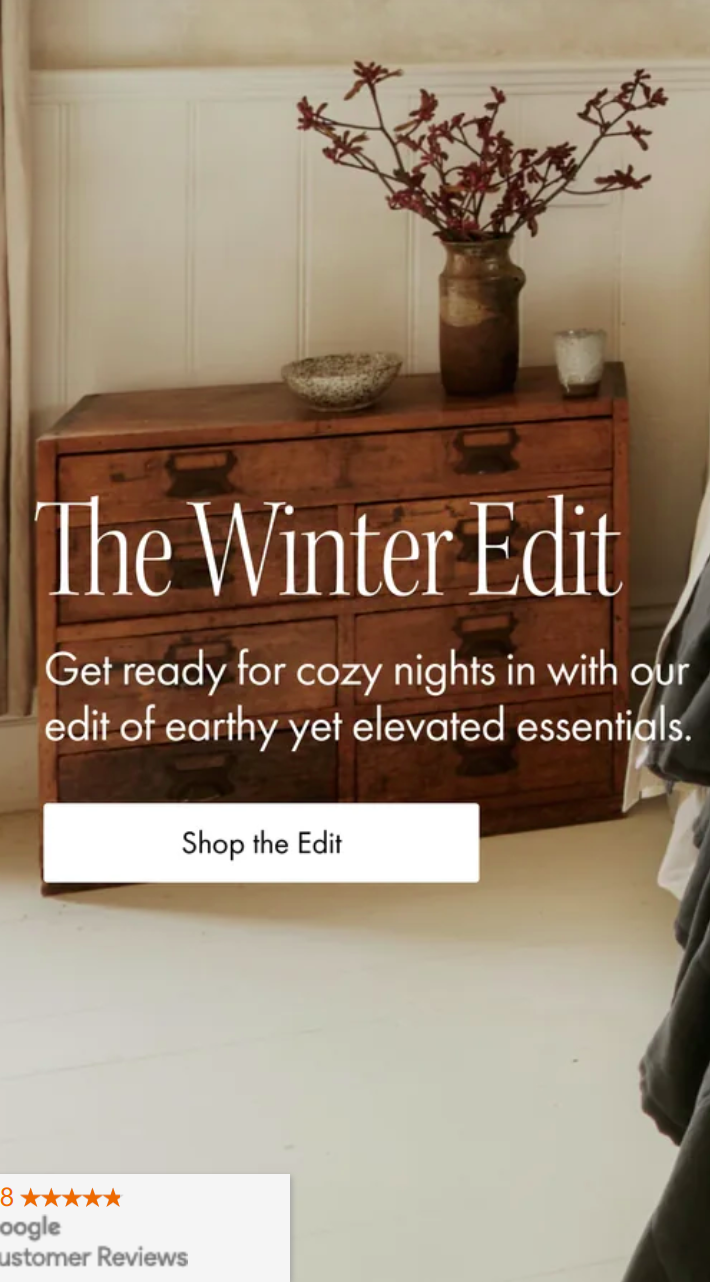 The Winter Edit
Get ready for cozy nights in with our
edit of earthy yet elevated essentials.
Shop the Edit
8 ★★★★★
oogle
ustomer Reviews